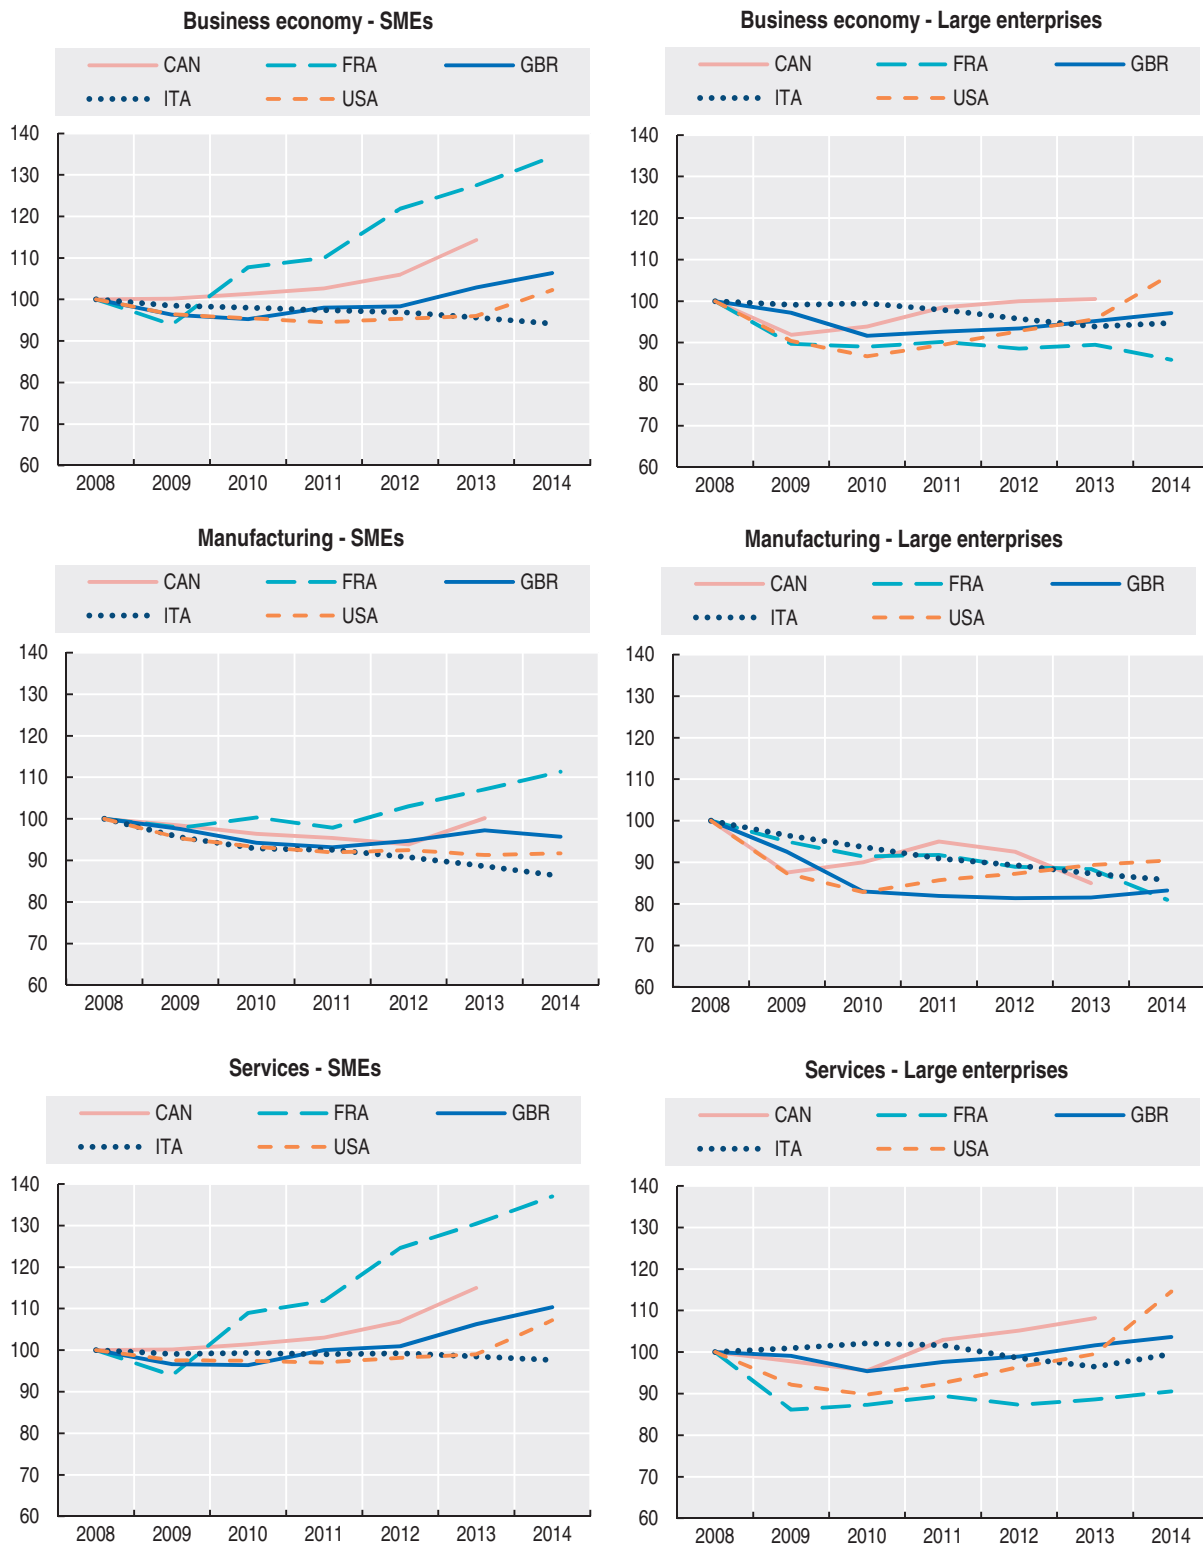 Business economy - SMEs
CAN FRA GBR
ITA USA
140
130
120
110
100
90
80
70
60
2008 2009 2010 2011 2012 2013 2014
Business economy - Large enterprises
CAN FRA GBR
ITA USA
140
130
120
110
100
90
80
70
60
2008 2009 2010 2011 2012 2013 2014
Manufacturing - SMEs
CAN FRA GBR
ITA USA
140
130
120
110
100
90
80
70
60
2008 2009 2010 2011 2012 2013 2014
Manufacturing - Large enterprises
CAN FRA GBR
ITA USA
140
130
120
110
100
90
80
70
60
2008 2009 2010 2011 2012 2013 2014
Services - SMEs
CAN FRA GBR
ITA USA
140
130
120
110
100
90
80
70
60
2008 2009 2010 2011 2012 2013 2014
Services - Large enterprises
CAN FRA GBR
ITA USA
140
130
120
110
100
90
80
70
60
2008 2009 2010 2011 2012 2013 2014